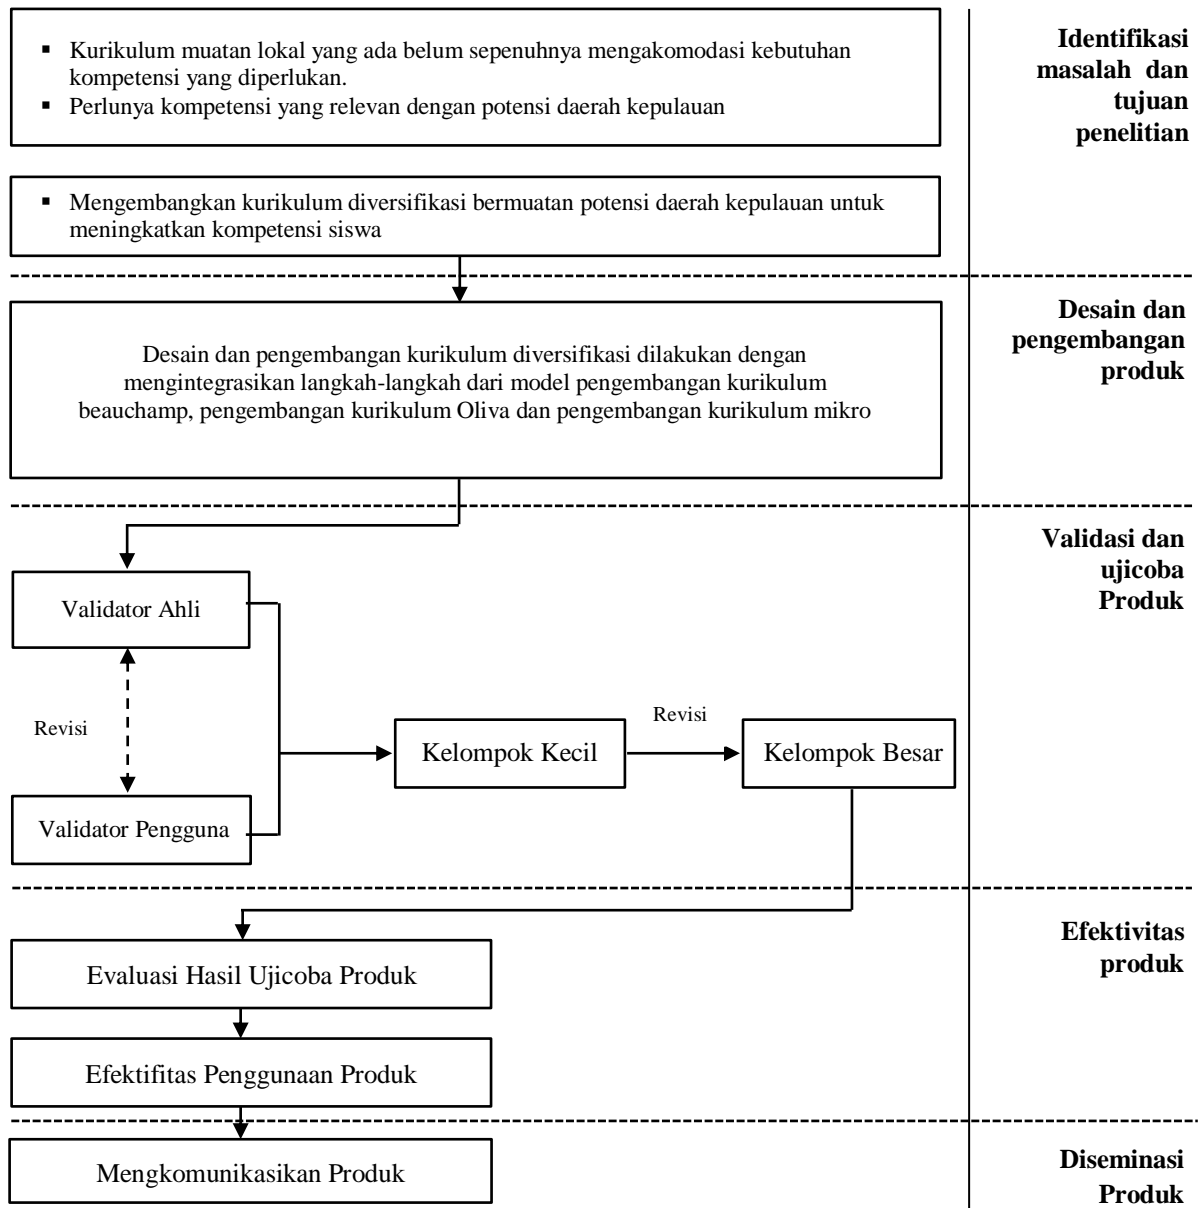 ▪ Kurikulum muatan lokal yang ada belum sepenuhnya mengakomodasi kebutuhan
kompetensi yang diperlukan.
▪ Perlunya kompetensi yang relevan dengan potensi daerah kepulauan
Identifikasi
masalah dan
tujuan
penelitian
▪ Mengembangkan kurikulum diversifikasi bermuatan potensi daerah kepulauan untuk
meningkatkan kompetensi siswa
Desain dan pengembangan kurikulum diversifikasi dilakukan dengan
mengintegrasikan langkah-langkah dari model pengembangan kurikulum
beauchamp, pengembangan kurikulum Oliva dan pengembangan kurikulum mikro
Desain dan
pengembangan
produk
Validasi dan
ujicoba
Produk
Validator Ahli
Revisi
Validator Pengguna
Kelompok Kecil
Revisi
Kelompok Besar
Evaluasi Hasil Ujicoba Produk
Efektifitas Penggunaan Produk
Efektivitas
produk
Mengkomunikasikan Produk
Diseminasi
Produk